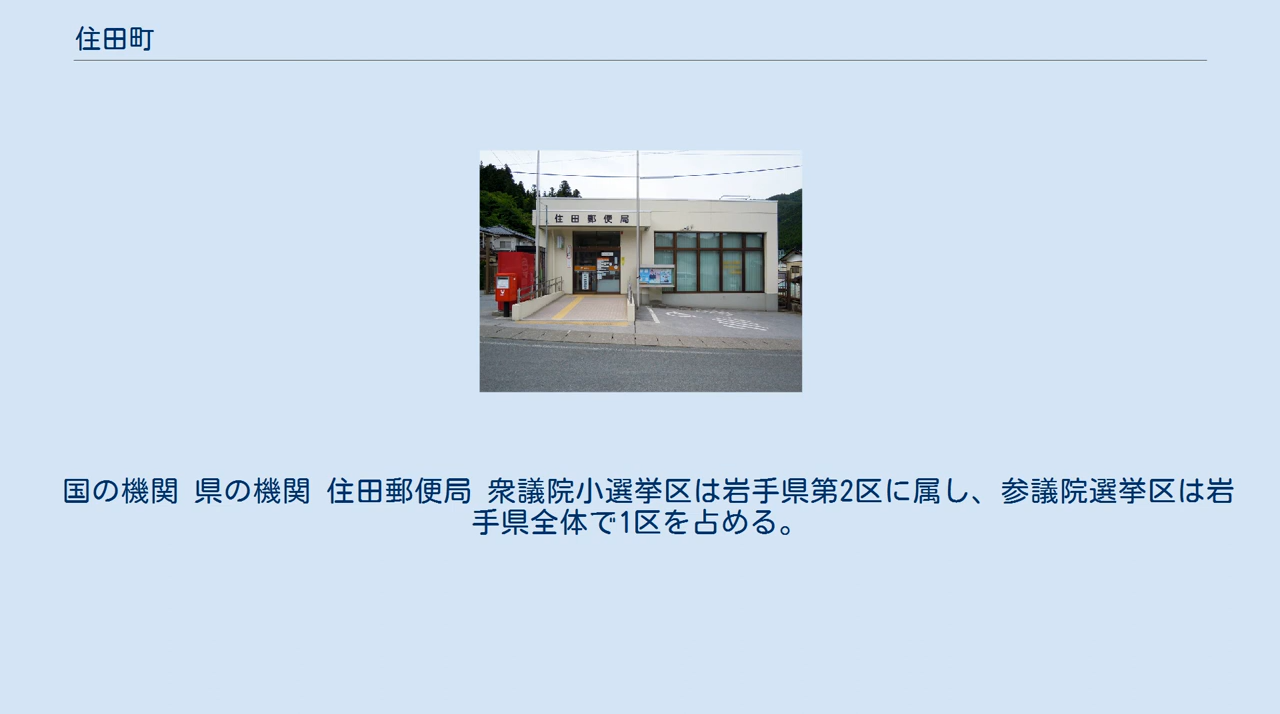 住田町
住田郵便局
国の機関 県の機関 住田郵便局 衆議院小選挙区は岩手県第2区に属し、参議院選挙区は岩
手県全体で1区を占める。